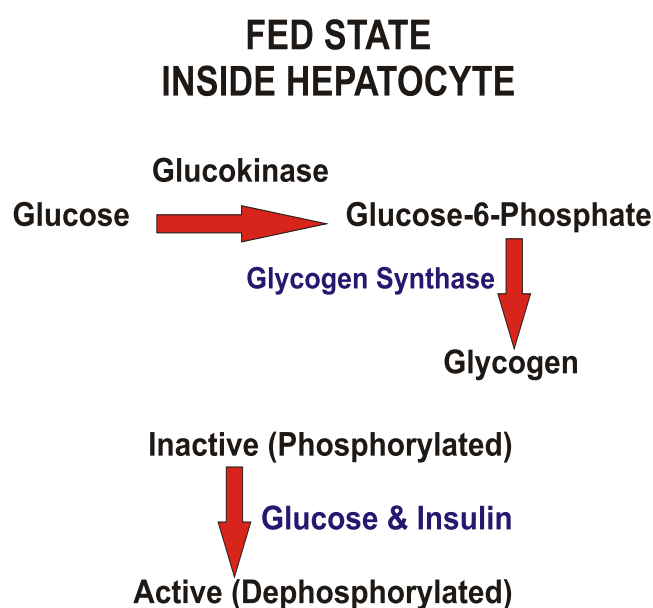 FED STATE
INSIDE HEPATOCYTE
Glucokinase
Glucose
Glucose-6-Phosphate
Glycogen Synthase
Glycogen
Inactive (Phosphorylated)
Glucose & Insulin
Active (Dephosphorylated)